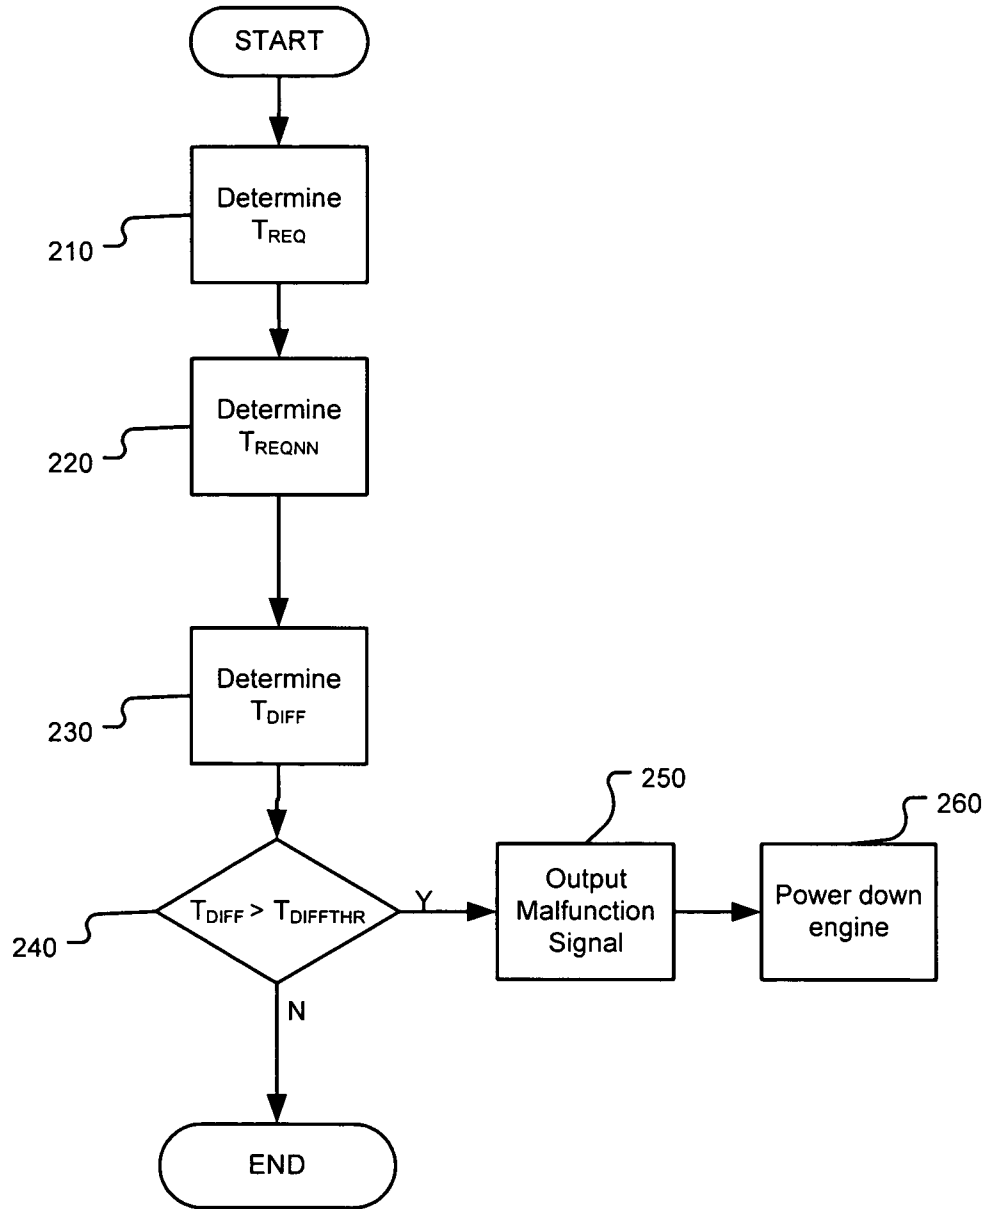 START
Determine
TREQ
210
Determine
TREQNN
220
Determine
TDIFF
230
250
260
TDIFF > TDIFFTHR
Y
Output
Malfunction
Signal
Power down
engine
240
N
END